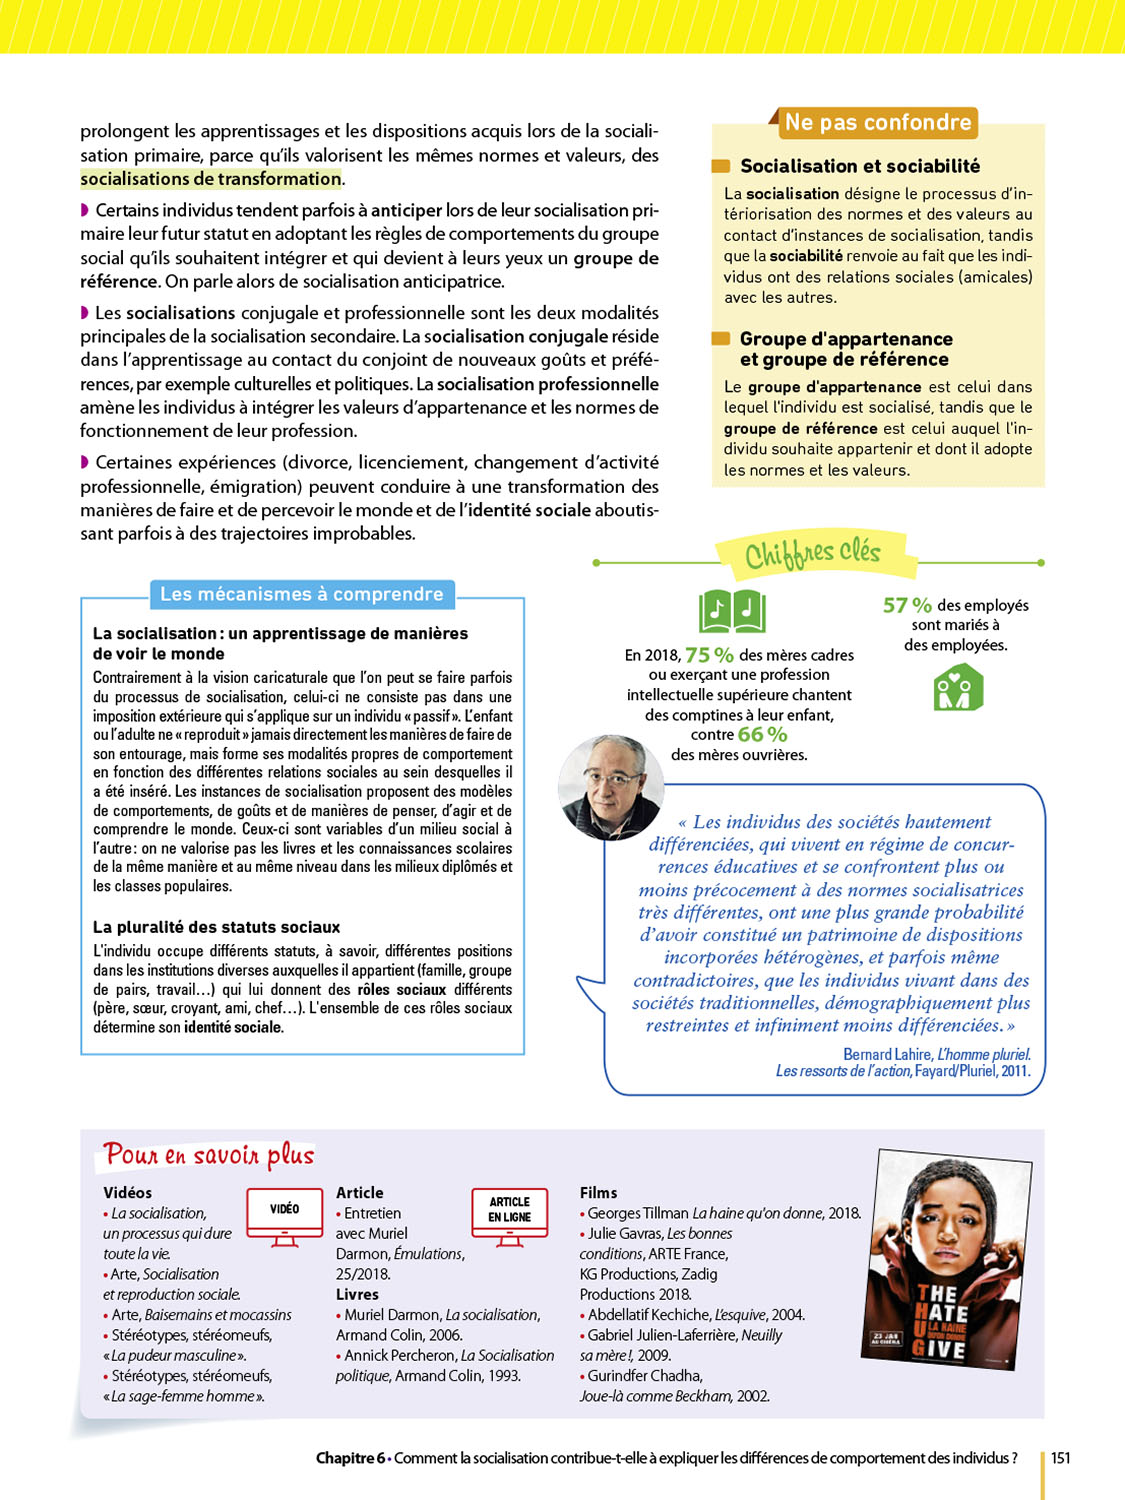 prolongent les apprentissages et les dispositions acquis lors de la sociali-
sation primaire, parce qu'ils valorisent les mêmes normes et valeurs, des
socialisations de transformation.
Certains individus tendent parfois à anticiper lors de leur socialisation pri-
maire leur futur statut en adoptant les règles de comportements du groupe
social qu'ils souhaitent intégrer et qui devient à leurs yeux un groupe de
référence. On parle alors de socialisation anticipatrice.
Les socialisations conjugale et professionnelle sont les deux modalités
principales de la socialisation secondaire. La socialisation conjugale réside
dans l'apprentissage au contact du conjoint de nouveaux goûts et préfé-
rences, par exemple culturelles et politiques. La socialisation professionnelle
amène les individus à intégrer les valeurs d'appartenance et les normes de
fonctionnement de leur profession.
Certaines expériences (divorce, licenciement, changement d'activité
professionnelle, émigration) peuvent conduire à une transformation des
manières de faire et de percevoir le monde et de l'identité sociale aboutis-
sant parfois à des trajectoires improbables.
Ne pas confondre
Socialisation et sociabilité
La socialisation désigne le processus d'in-
tériorisation des normes et des valeurs au
contact d'instances de socialisation, tandis
que la sociabilité renvoie au fait que les indi-
vidus ont des relations sociales (amicales)
avec les autres.
Groupe d'appartenance
et groupe de référence
Le groupe d'appartenance est celui dans
lequel l'individu est socialisé, tandis que le
groupe de référence est celui auquel l'in-
dividu souhaite appartenir et dont il adopte
les normes et les valeurs.
Les mécanismes à comprendre
La socialisation : un apprentissage de manières
de voir le monde
Contrairement à la vision caricaturale que l'on peut se faire parfois
du processus de socialisation, celui-ci ne consiste pas dans une
imposition extérieure qui s'applique sur un individu « passif ». L'enfant
ou l'adulte ne « reproduit » jamais directement les manières de faire de
son entourage, mais forme ses modalités propres de comportement
en fonction des différentes relations sociales au sein desquelles il
a été inséré. Les instances de socialisation proposent des modèles
de comportements, de goûts et de manières de penser, d'agir et de
comprendre le monde. Ceux-ci sont variables d'un milieu social à
l'autre : on ne valorise pas les livres et les connaissances scolaires
de la même manière et au même niveau dans les milieux diplômés et
les classes populaires.
La pluralité des statuts sociaux
L'individu occupe différents statuts, à savoir, différentes positions
dans les institutions diverses auxquelles il appartient (famille, groupe
de pairs, travail…) qui lui donnent des rôles sociaux différents
(père, sœur, croyant, ami, chef…). L'ensemble de ces rôles sociaux
détermine son identité sociale.
Chiffres clés
En 2018, 75 % des mères cadres
ou exerçant une profession
intellectuelle supérieure chantent
des comptines à leur enfant,
contre 66 %
des mères ouvrières.
57 % des employés
sont mariés à
des employées.
« Les individus des sociétés hautement
différenciées, qui vivent en régime de concur-
rences éducatives et se confrontent plus ou
moins précocement à des normes socialisatrices
très différentes, ont une plus grande probabilité
d'avoir constitué un patrimoine de dispositions
incorporées hétérogènes, et parfois même
contradictoires, que les individus vivant dans des
sociétés traditionnelles, démographiquement plus
restreintes et infiniment moins différenciées. »
Bernard Lahire, L'homme pluriel.
Les ressorts de l'action, Fayard/Pluriel, 2011.
Pour en savoir plus
Vidéos
VIDÉO
• La socialisation,
un processus qui dure
toute la vie.
• Arte, Socialisation
et reproduction sociale.
• Arte, Baisemains et mocassins
• Stéréotypes, stéréomeufs,
« La pudeur masculine ».
• Stéréotypes, stéréomeufs,
« La sage-femme homme ».
Article
ARTICLE
EN LIGNE
• Entretien
avec Muriel
Darmon, Émulations,
25/2018.
Livres
• Muriel Darmon, La socialisation,
Armand Colin, 2006.
• Annick Percheron, La Socialisation
politique, Armand Colin, 1993.
Films
• Georges Tillman La haine qu'on donne, 2018.
• Julie Gavras, Les bonnes
conditions, ARTE France,
KG Productions, Zadig
Productions 2018.
• Abdellatif Kechiche, L'esquive, 2004.
• Gabriel Julien-Laferrière, Neuilly
sa mère !, 2009.
• Gurindfer Chadha,
Joue-là comme Beckham, 2002.
THE
HATE
U
LA HAINE
QU'ON DONNE
GIVE
23 JAN
AU CINÉMA
Chapitre 6 • Comment la socialisation contribue-t-elle à expliquer les différences de comportement des individus ?
151